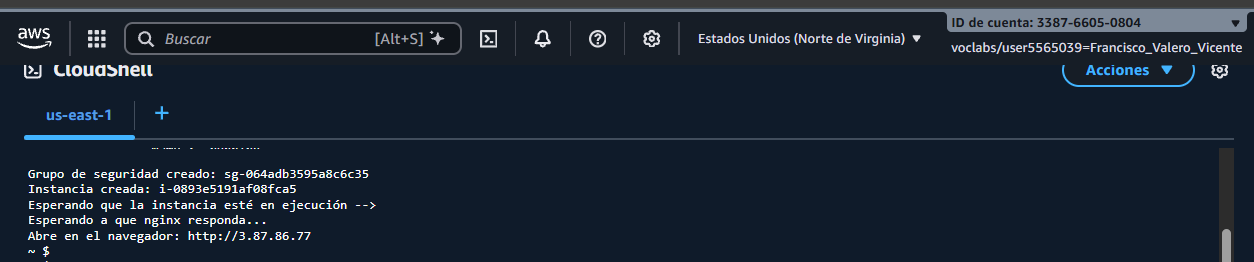 aws
Buscar [Alt+S]
Estados Unidos (Norte de Virginia)
ID de cuenta: 3387-6605-0804
voclabs/user5565039=Francisco_Valero_Vicente
CloudShell
Acciones
us-east-1
+
Grupo de seguridad creado: sg-064adb3595a8c6c35
Instancia creada: i-0893e5191af08fca5
Esperando que la instancia esté en ejecución -->
Esperando a que nginx responda...
Abre en el navegador: http://3.87.86.77
~ $